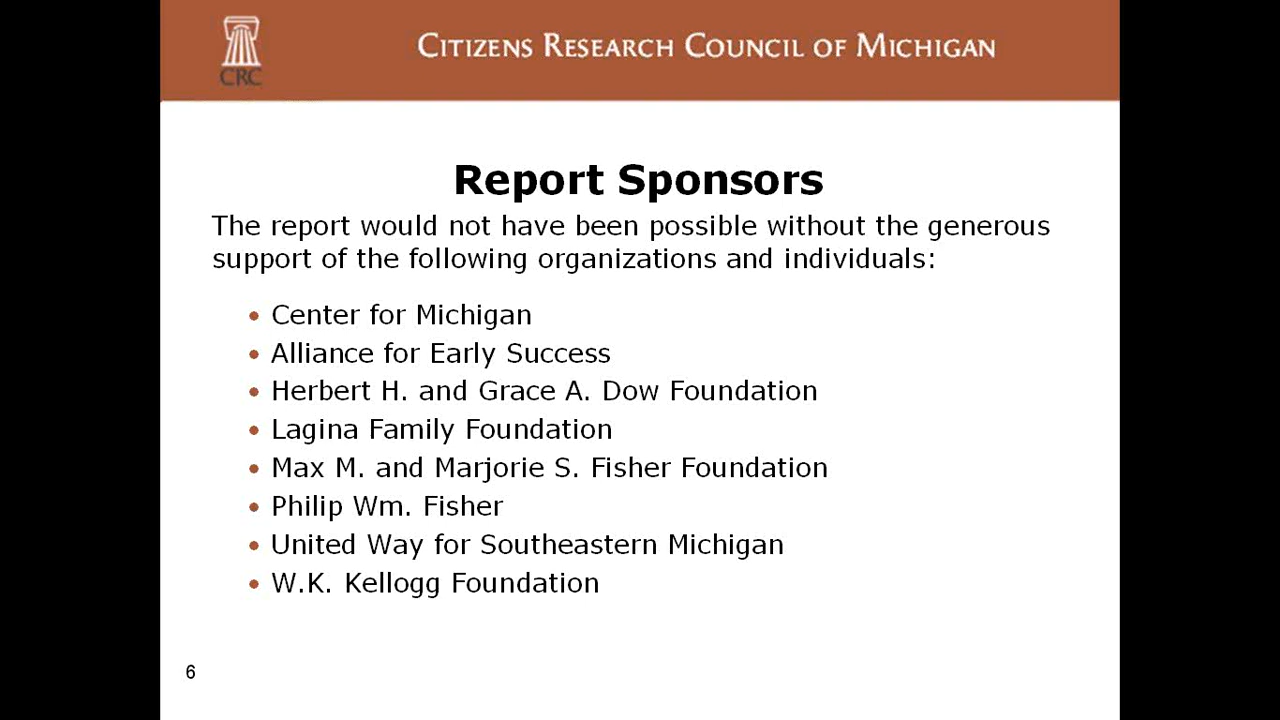 CRC
CITIZENS RESEARCH COUNCIL OF MICHIGAN
Report Sponsors
The report would not have been possible without the generous
support of the following organizations and individuals:
• Center for Michigan
• Alliance for Early Success
• Herbert H. and Grace A. Dow Foundation
• Lagina Family Foundation
• Max M. and Marjorie S. Fisher Foundation
• Philip Wm. Fisher
• United Way for Southeastern Michigan
• W.K. Kellogg Foundation
6